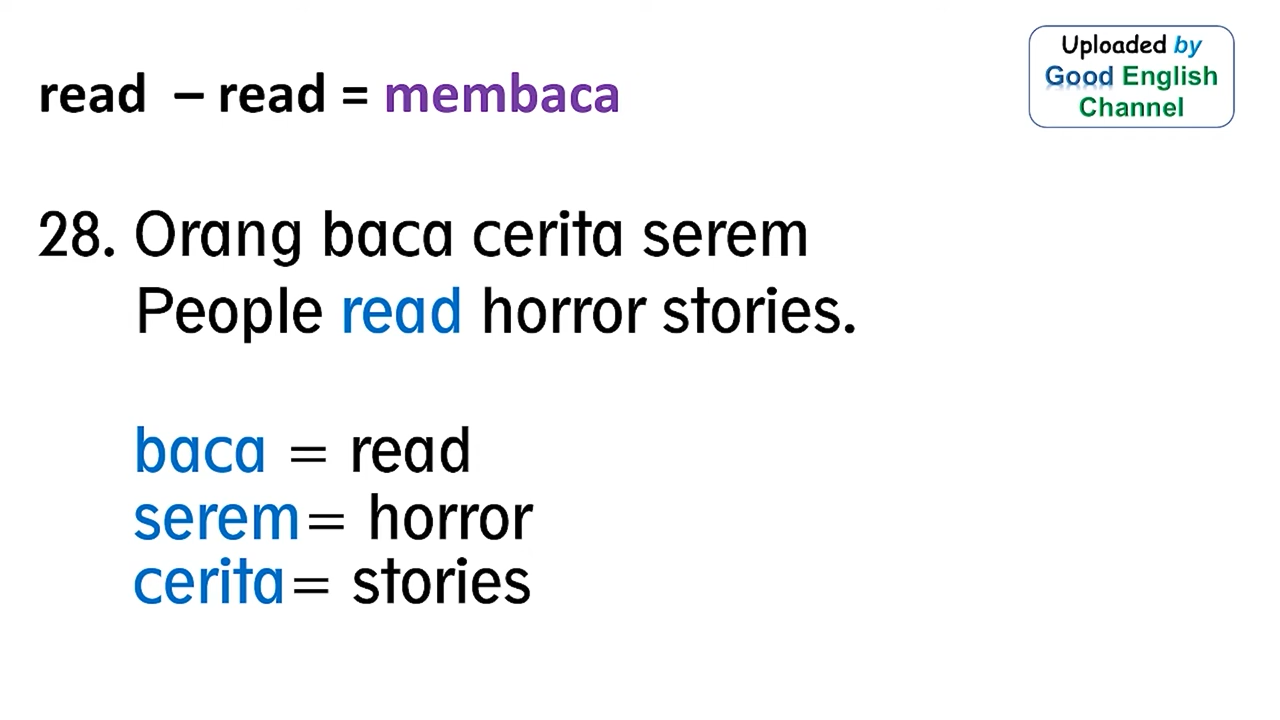 read – read = membaca
Uploaded by
Good English
Channel
28. Orang baca cerita serem
People read horror stories.
baca = read
serem= horror
cerita= stories